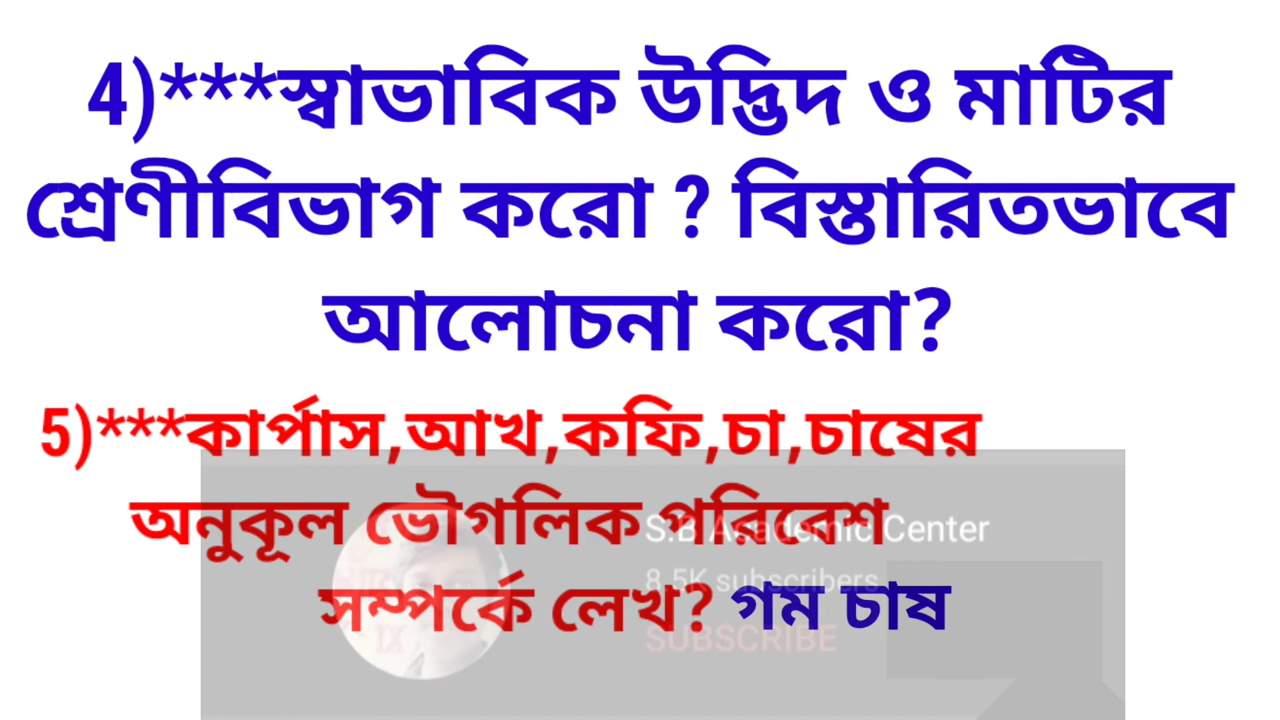 4)***স্বাভাবিক উদ্ভিদ ও মাটির
শ্রেণীবিভাগ করো ? বিস্তারিতভাবে
আলোচনা করো?
5)***কার্পাস,আখ,কফি,চা,চাষের
অনুকূল ভৌগলিক পরিবেশ
সম্পর্কে লেখ? গম চাষ
S.B Academic Center
8.5K subscribers
SUBSCRIBE